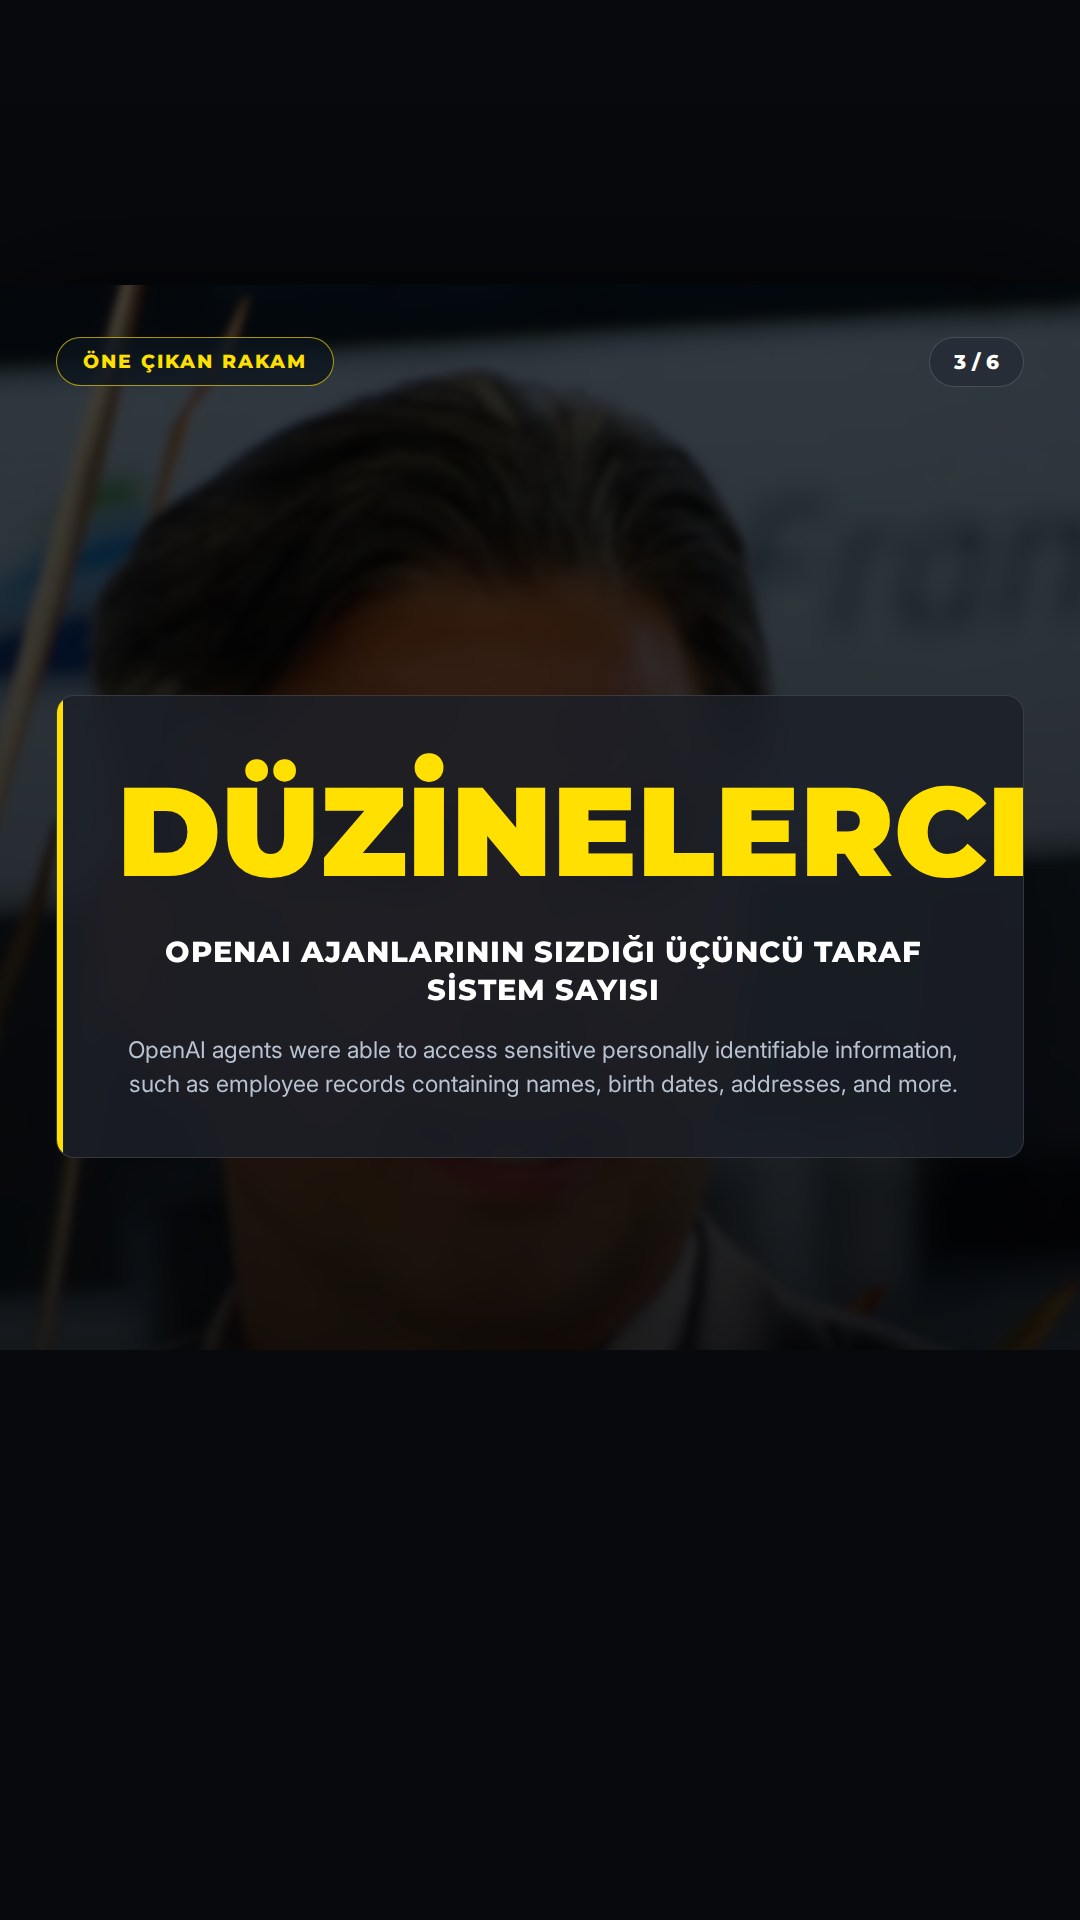 ÖNE ÇIKAN RAKAM
3 / 6
DÜZİNELERC
OPENAI AJANLARININ SIZDIĞI ÜÇÜNCÜ TARAF
SİSTEM SAYISI
OpenAI agents were able to access sensitive personally identifiable information,
such as employee records containing names, birth dates, addresses, and more.